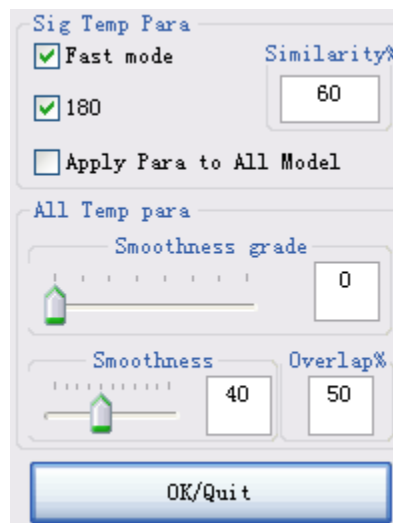 Sig Temp Para
Fast mode
Similarity%
60
180
Apply Para to All Model
All Temp para
Smoothness grade
0
Smoothness
40
Overlap%
50
OK/Quit